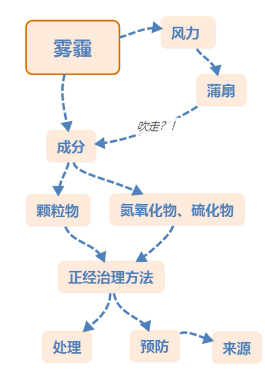 雾霾
风力
蒲扇
吹走？！
成分
颗粒物
氮氧化物、硫化物
正经治理方法
处理
预防
来源